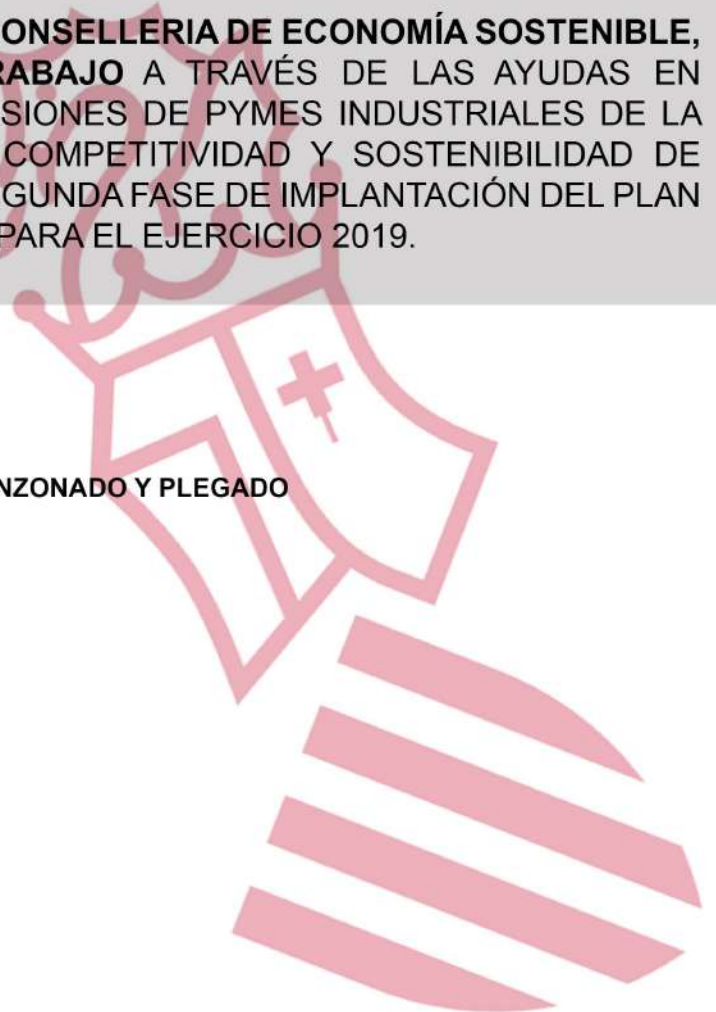 ONSELLERIA DE ECONOMÍA SOSTENIBLE,
RABAJO A TRAVÉS DE LAS AYUDAS EN
SIONES DE PYMES INDUSTRIALES DE LA
COMPETITIVIDAD Y SOSTENIBILIDAD DE
GUNDA FASE DE IMPLANTACIÓN DEL PLAN
PARA EL EJERCICIO 2019.
NZONADO Y PLEGADO